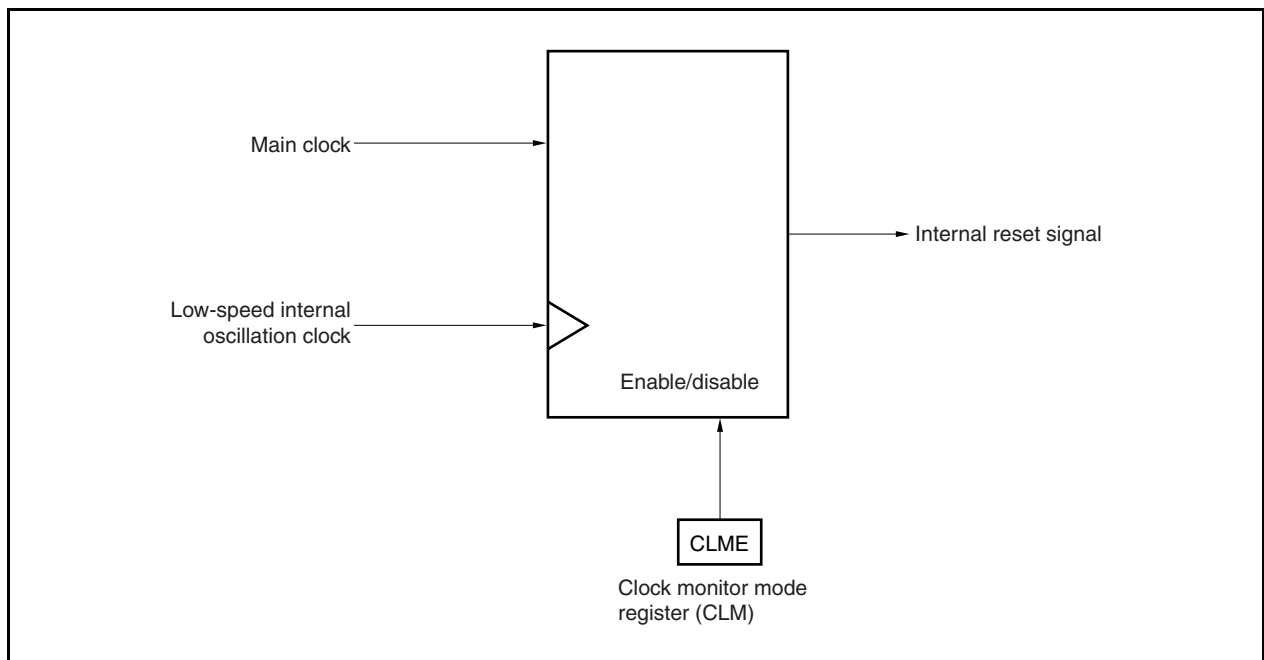 Main clock
Internal reset signal
Low-speed internal
oscillation clock
Enable/disable
CLME
Clock monitor mode
register (CLM)